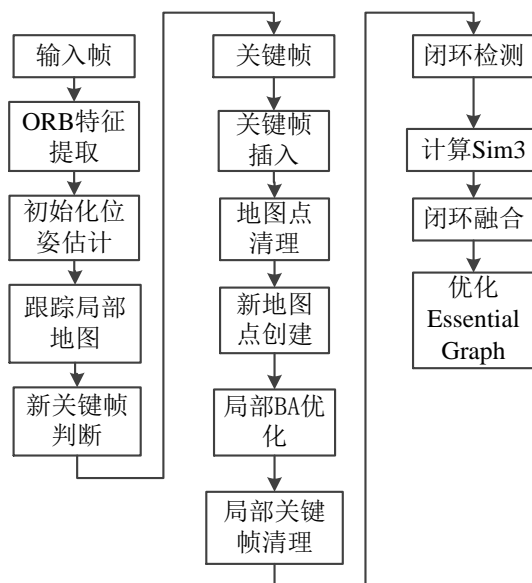 输入帧
ORB特征
提取
初始化位
姿估计
跟踪局部
地图
新关键帧
判断
关键帧
关键帧
插入
地图点
清理
新地图
点创建
局部BA优
化
局部关键
帧清理
闭环检测
计算Sim3
闭环融合
优化
Essential
Graph